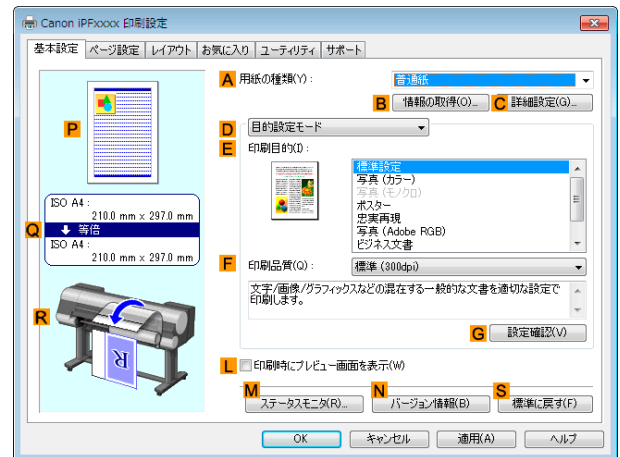 Canon iPFxxxx 印刷設定
基本設定 ページ設定 レイアウト お気に入り ユーティリティ サポート
A 用紙の種類(Y): 普通紙
B 情報の取得(O)... C 詳細設定(G)...
P
D 目的設定モード
E 印刷目的(I):
標準設定
写真 (カラー)
写真 (モノクロ)
ポスター
忠実再現
写真 (Adobe RGB)
ビジネス文書
ISO A4 :
210.0 mm x 297.0 mm
Q 等倍
ISO A4 :
210.0 mm x 297.0 mm
F 印刷品質(Q): 標準 (300dpi)
文字/画像/グラフィックスなどの混在する一般的な文書を適切な設定で
印刷します。
R
R
G 設定確認(V)
L 印刷時にプレビュー画面を表示(W)
M ステータスモニタ(R)... N バージョン情報(B) S 標準に戻す(F)
OK キャンセル 適用(A) ヘルプ